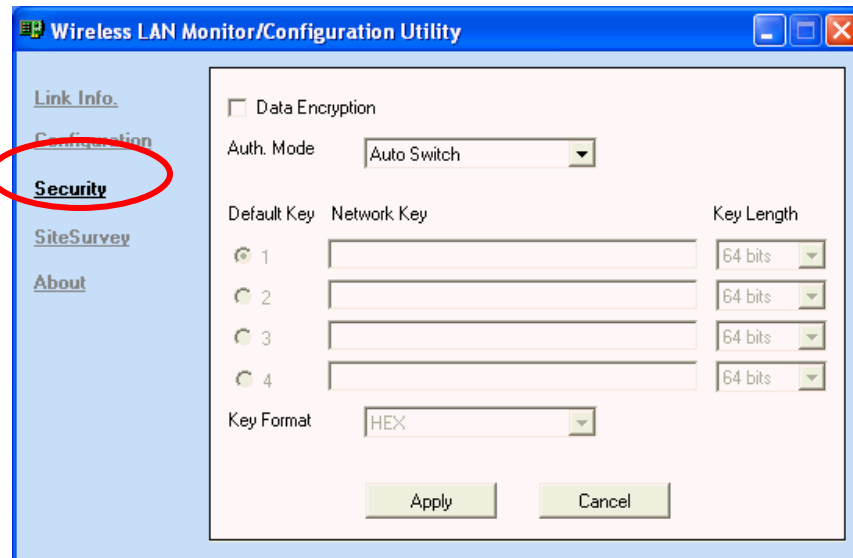 Wireless LAN Monitor/Configuration Utility
Link Info.
Configuration
Security
SiteSurvey
About
Data Encryption
Auth. Mode Auto Switch
Default Key Network Key Key Length
1 64 bits
2 64 bits
3 64 bits
4 64 bits
Key Format HEX
Apply Cancel